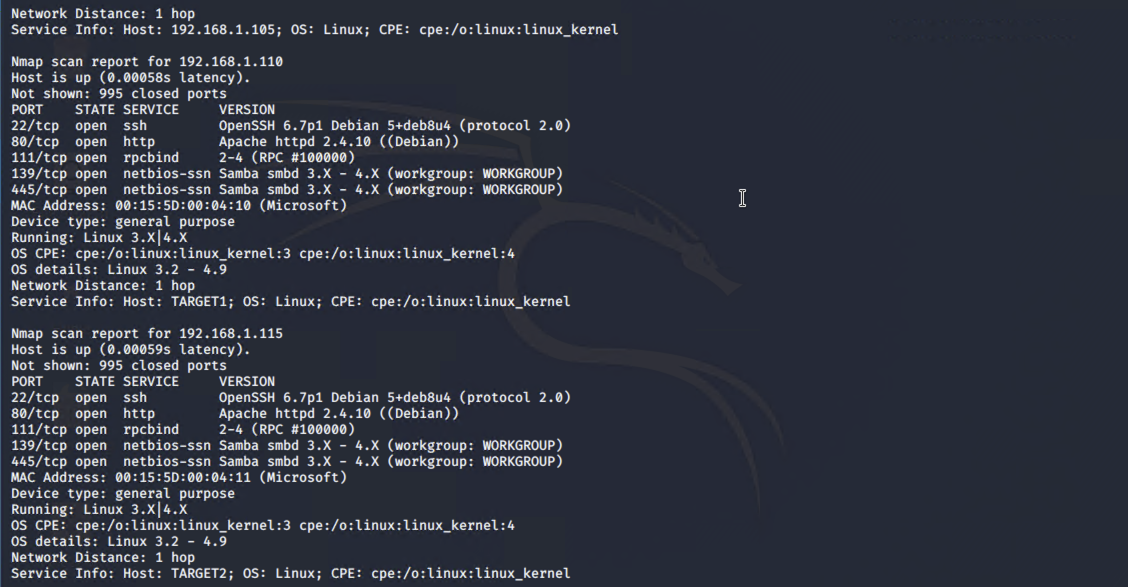 Network Distance: 1 hop
Service Info: Host: 192.168.1.105; OS: Linux; CPE: cpe:/o:linux:linux_kernel

Nmap scan report for 192.168.1.110
Host is up (0.00058s latency).
Not shown: 995 closed ports
PORT    STATE SERVICE     VERSION
22/tcp  open  ssh         OpenSSH 6.7p1 Debian 5+deb8u4 (protocol 2.0)
80/tcp  open  http        Apache httpd 2.4.10 ((Debian))
111/tcp open  rpcbind     2-4 (RPC #100000)
139/tcp open  netbios-ssn Samba smbd 3.X - 4.X (workgroup: WORKGROUP)
445/tcp open  netbios-ssn Samba smbd 3.X - 4.X (workgroup: WORKGROUP)
MAC Address: 00:15:5D:00:04:10 (Microsoft)
Device type: general purpose
Running: Linux 3.X|4.X
OS CPE: cpe:/o:linux:linux_kernel:3 cpe:/o:linux:linux_kernel:4
OS details: Linux 3.2 - 4.9
Network Distance: 1 hop
Service Info: Host: TARGET1; OS: Linux; CPE: cpe:/o:linux:linux_kernel

Nmap scan report for 192.168.1.115
Host is up (0.00059s latency).
Not shown: 995 closed ports
PORT    STATE SERVICE     VERSION
22/tcp  open  ssh         OpenSSH 6.7p1 Debian 5+deb8u4 (protocol 2.0)
80/tcp  open  http        Apache httpd 2.4.10 ((Debian))
111/tcp open  rpcbind     2-4 (RPC #100000)
139/tcp open  netbios-ssn Samba smbd 3.X - 4.X (workgroup: WORKGROUP)
445/tcp open  netbios-ssn Samba smbd 3.X - 4.X (workgroup: WORKGROUP)
MAC Address: 00:15:5D:00:04:11 (Microsoft)
Device type: general purpose
Running: Linux 3.X|4.X
OS CPE: cpe:/o:linux:linux_kernel:3 cpe:/o:linux:linux_kernel:4
OS details: Linux 3.2 - 4.9
Network Distance: 1 hop
Service Info: Host: TARGET2; OS: Linux; CPE: cpe:/o:linux:linux_kernel